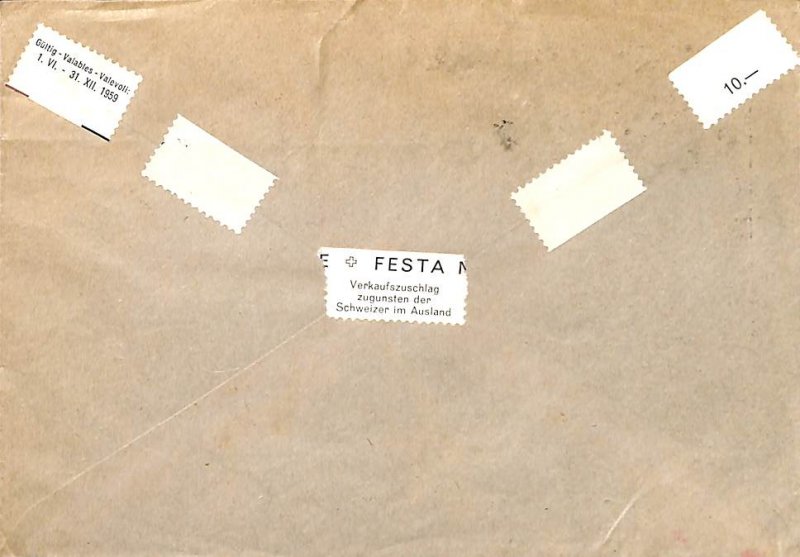 Gültig - Valables - Valevoli:
1. VI. - 31. XII. 1959
10.—
E + FESTA N
Verkaufszuschlag
zugunsten der
Schweizer im Ausland